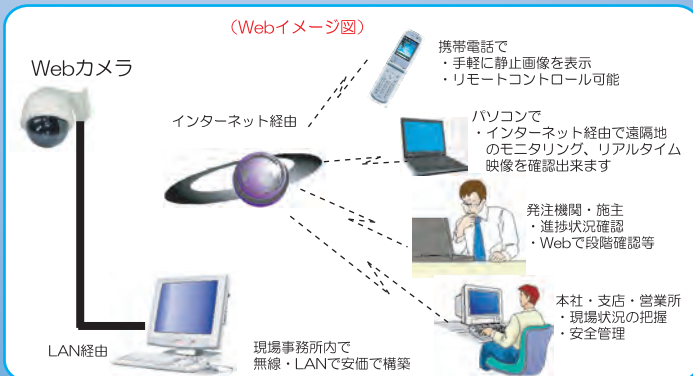 （Webイメージ図）
Webカメラ
インターネット経由
携帯電話で
・手軽に静止画像を表示
・リモートコントロール可能
パソコンで
・インターネット経由で遠隔地
のモニタリング、リアルタイム
映像を確認出来ます
発注機関・施主
・進捗状況確認
・Webで段階確認等
本社・支店・営業所
・現場状況の把握
・安全管理
LAN経由
現場事務所内で
無線・LANで安価で構築